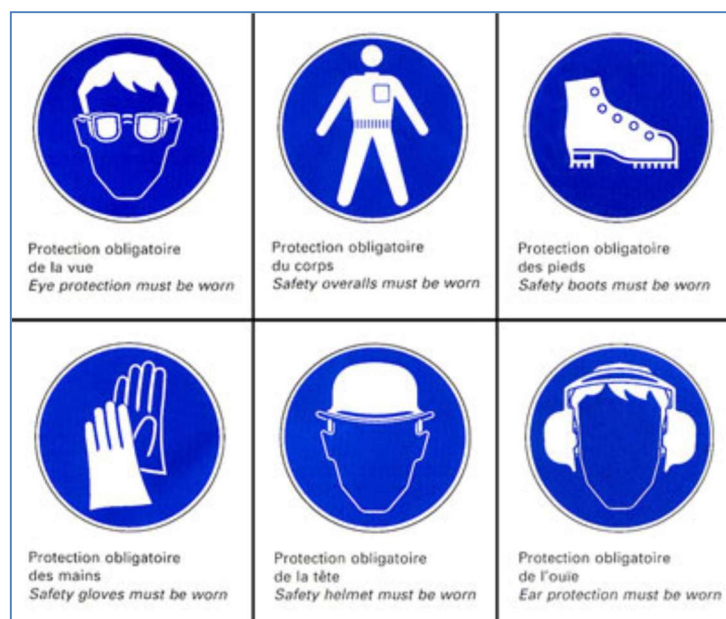 Protection obligatoire
de la vue
Eye protection must be worn
Protection obligatoire
du corps
Safety overalls must be worn
Protection obligatoire
des pieds
Safety boots must be worn
Protection obligatoire
des mains
Safety gloves must be worn
Protection obligatoire
de la tête
Safety helmet must be worn
Protection obligatoire
de l'ouïe
Ear protection must be worn